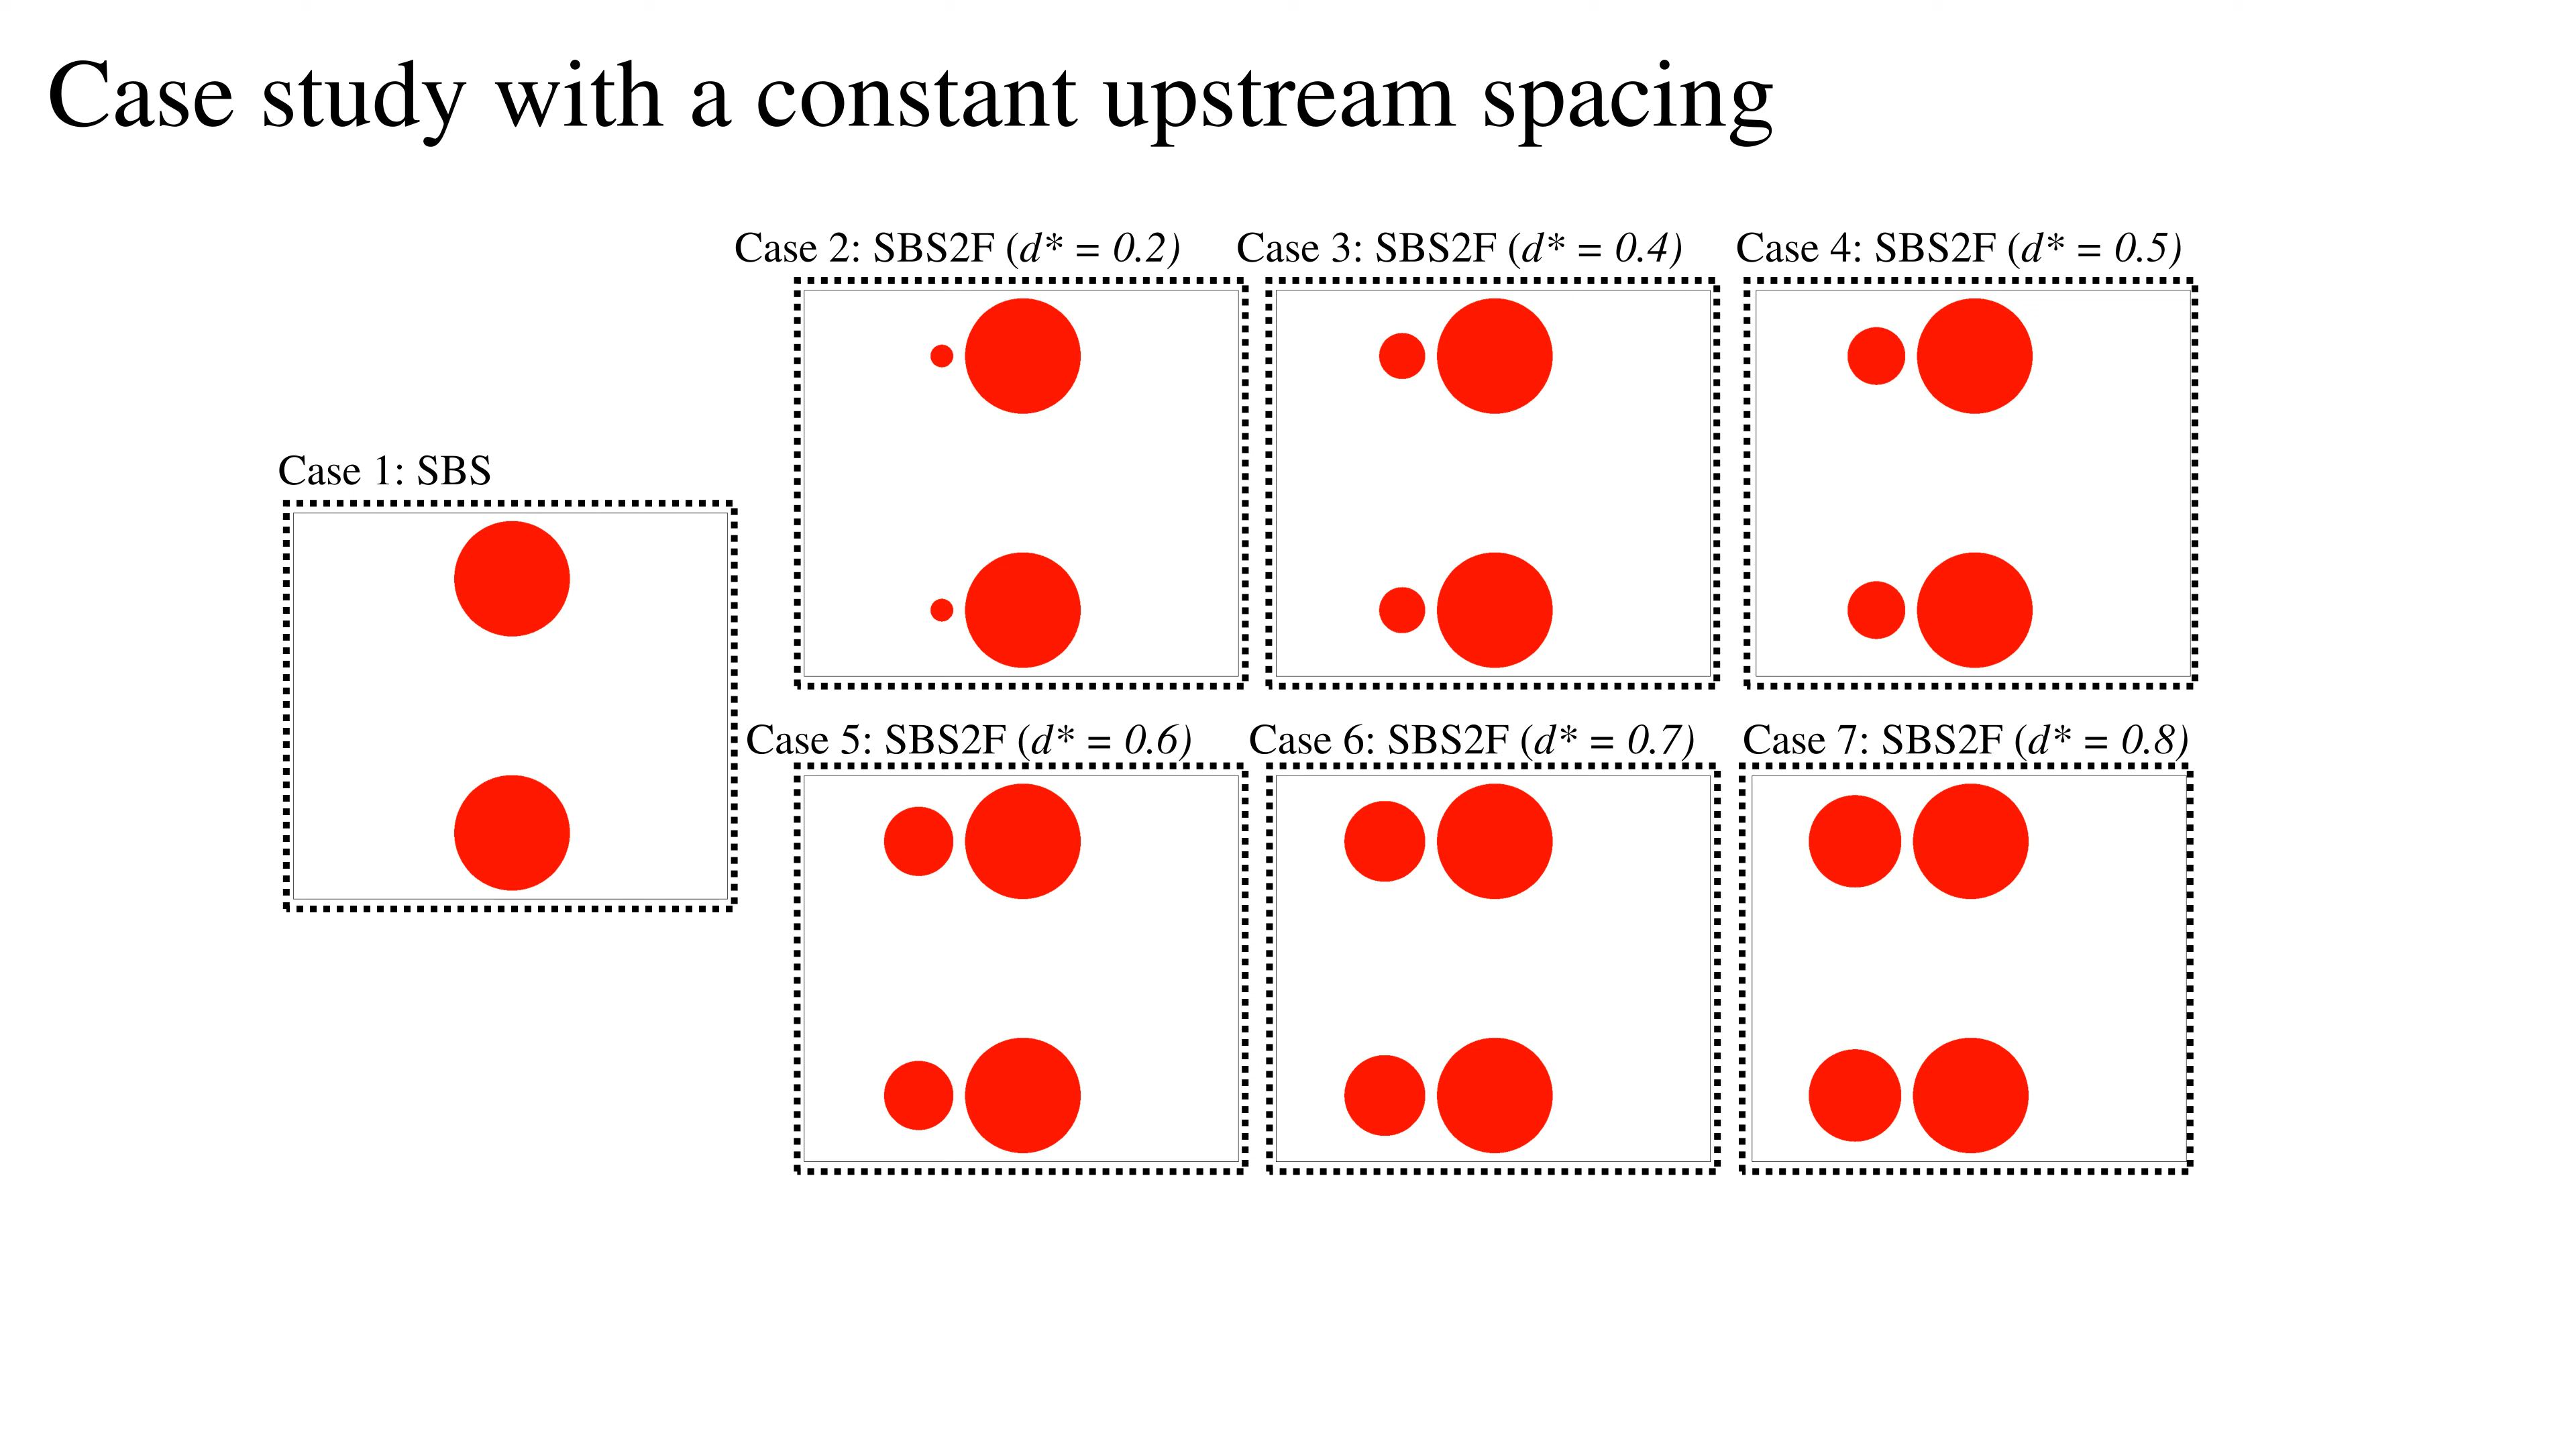 Case study with a constant upstream spacing
Case 2: SBS2F (d* = 0.2)
Case 3: SBS2F (d* = 0.4)
Case 4: SBS2F (d* = 0.5)
Case 1: SBS
Case 5: SBS2F (d* = 0.6)
Case 6: SBS2F (d* = 0.7)
Case 7: SBS2F (d* = 0.8)